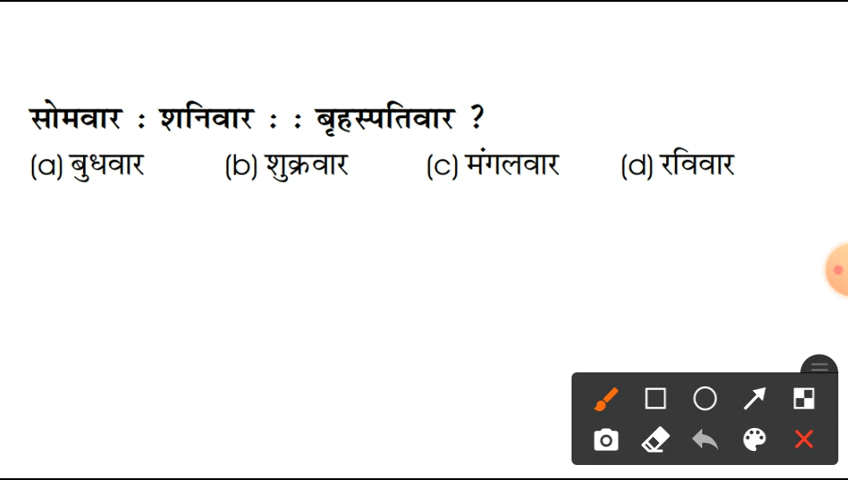 सोमवार : शनिवार : : बृहस्पतिवार ?
(a) बुधवार (b) शुक्रवार (c) मंगलवार (d) रविवार